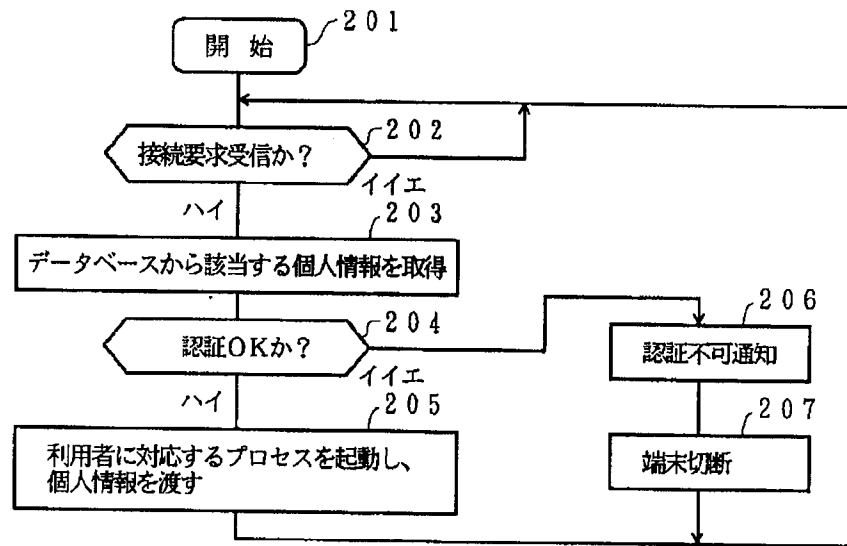 201
開 始
202
接続要求受信か？
イイエ
ハイ
203
データベースから該当する個人情報を取得
204
認証OKか？
イイエ
ハイ
205
利用者に対応するプロセスを起動し、
個人情報を渡す
206
認証不可通知
207
端末切断